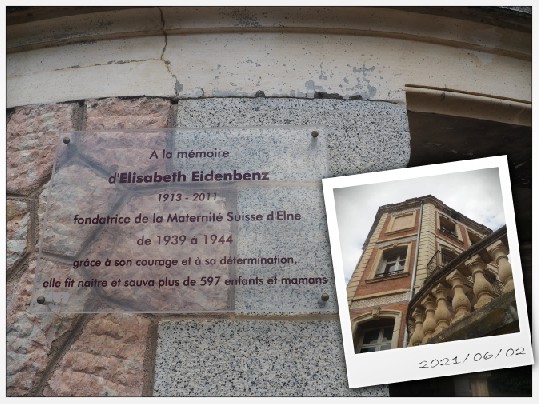 A la mémoire
d'Elisabeth Eidenbenz
1913 - 2011
fondatrice de la Maternité Suisse d'Elne
de 1939 à 1944
grâce à son courage et à sa détermination,
elle fit naître et sauva plus de 597 enfants et mamans
2021/06/02